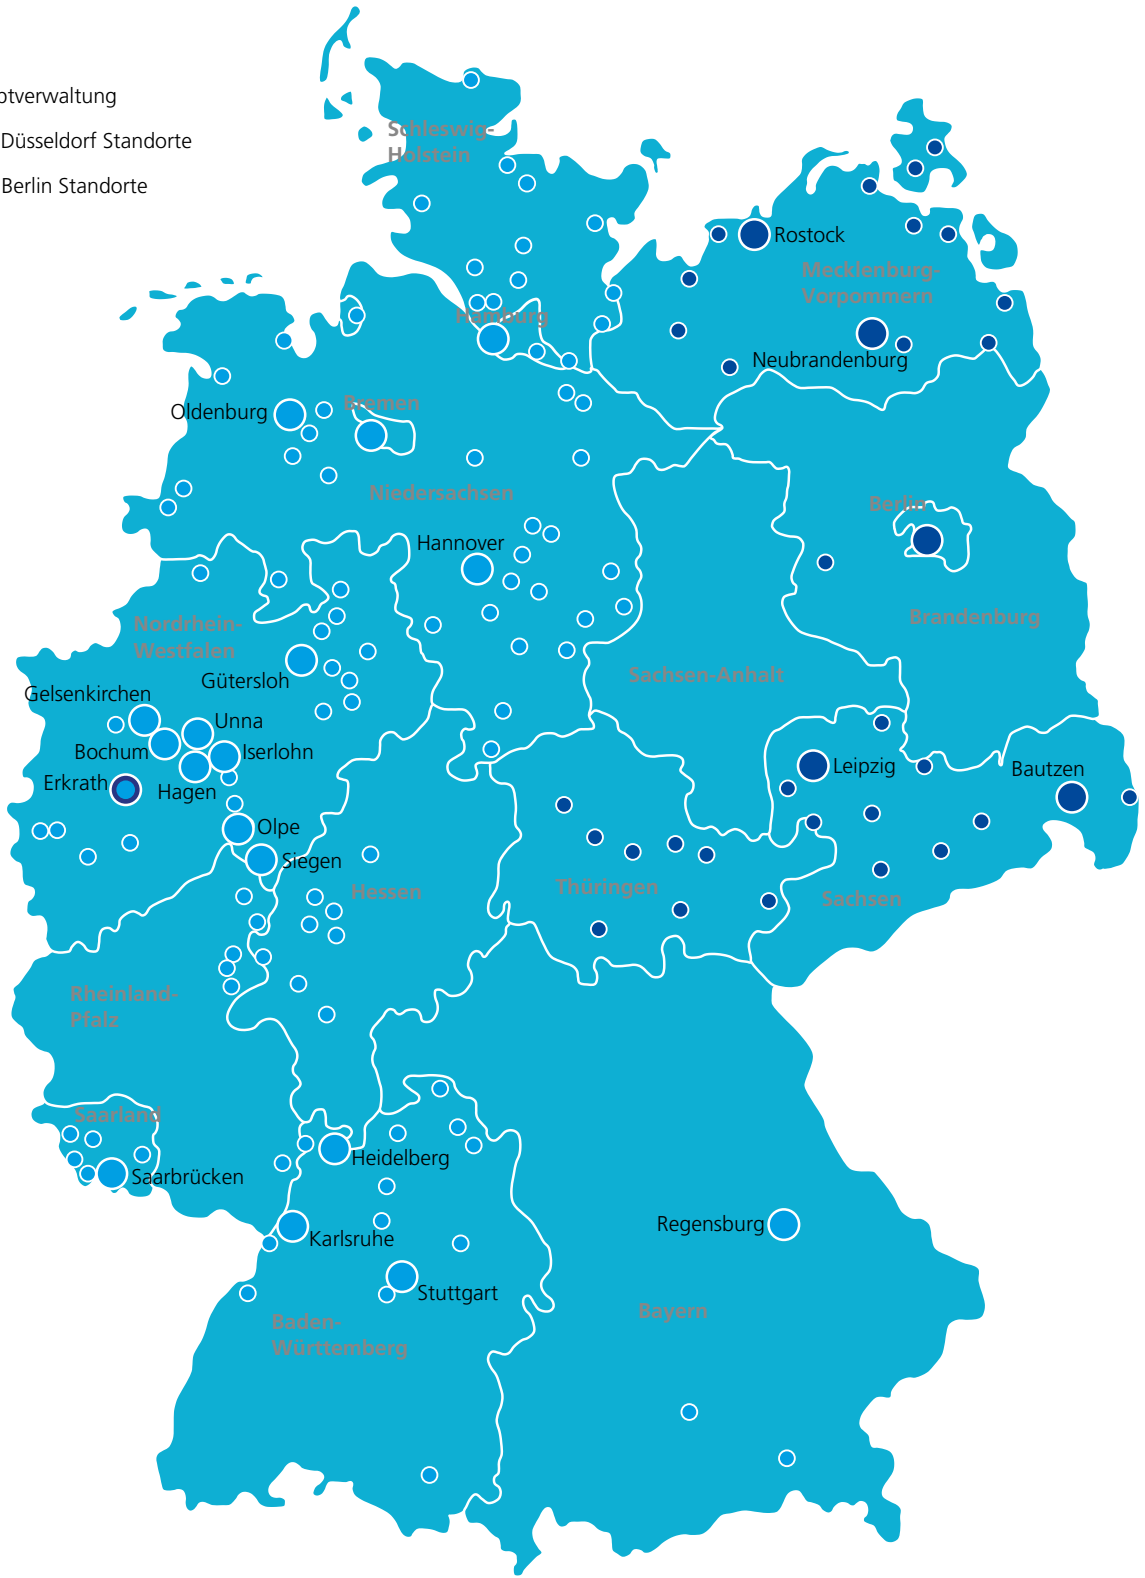 ptverwaltung
Düsseldorf Standorte
Berlin Standorte
Schleswig-
Holstein
Rostock
Mecklenburg-
Vorpommern
Hamburg
Neubrandenburg
Oldenburg
Bremen
Niedersachsen
Berlin
Hannover
Brandenburg
Nordrhein-
Westfalen
Sachsen-Anhalt
Gütersloh
Gelsenkirchen
Unna
Bochum
Iserlohn
Leipzig
Bautzen
Erkrath
Hagen
Olpe
Siegen
Hessen
Thüringen
Sachsen
Rheinland-
Pfalz
Saarland
Heidelberg
Saarbrücken
Regensburg
Karlsruhe
Stuttgart
Bayern
Baden-
Württemberg